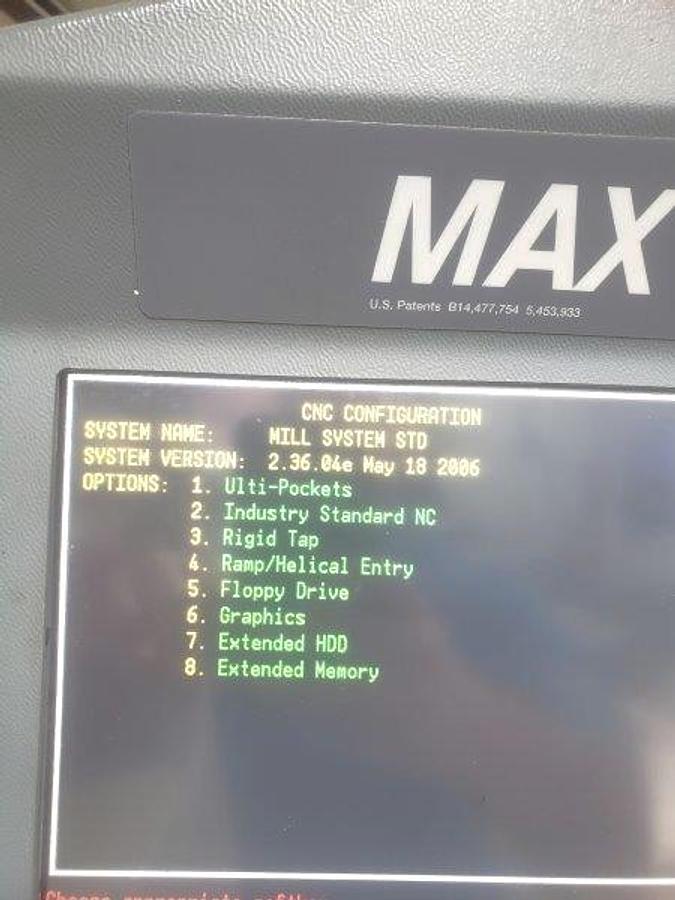 MAX
U.S. Patents B14,477,754 5,453,933
CNC CONFIGURATION
SYSTEM NAME: MILL SYSTEM STD
SYSTEM VERSION: 2.36.04e May 18 2006
OPTIONS: 1. Ulti-Pockets
2. Industry Standard NC
3. Rigid Tap
4. Ramp/Helical Entry
5. Floppy Drive
6. Graphics
7. Extended HDD
8. Extended Memory